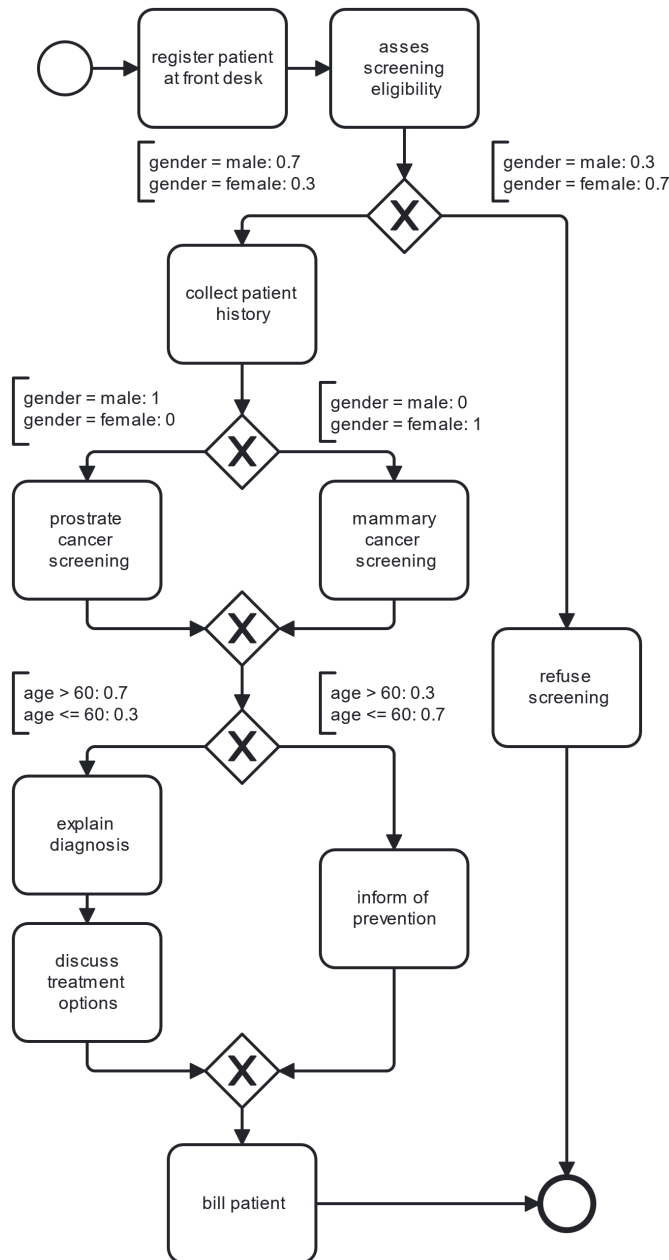 register patient
at front desk
asses
screening
eligibility
gender = male: 0.7
gender = female: 0.3
gender = male: 0.3
gender = female: 0.7
X
collect patient
history
gender = male: 1
gender = female: 0
gender = male: 0
gender = female: 1
X
prostrate
cancer
screening
mammary
cancer
screening
X
refuse
screening
age > 60: 0.7
age <= 60: 0.3
age > 60: 0.3
age <= 60: 0.7
X
explain
diagnosis
inform of
prevention
discuss
treatment
options
X
bill patient